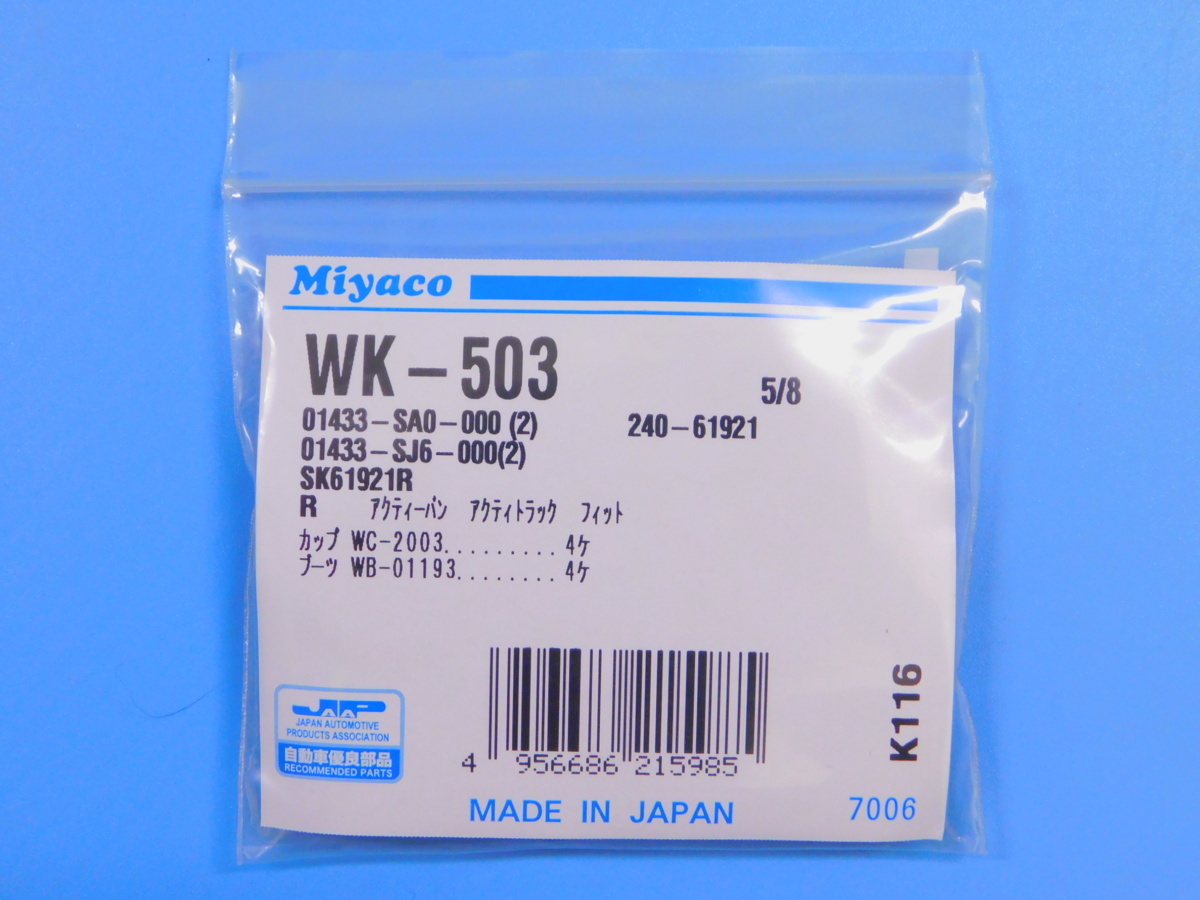 Miyaco
WK-503
5/8
01433-SA0-000 (2) 240-61921
01433-SJ6-000(2)
SK61921R
R ｱｸﾃｨｰﾊﾞﾝ ｱｸﾃｨﾄﾗｯｸ ﾌｨｯﾄ
ｶｯﾌﾟ WC-2003......... 4ｹ
ﾌﾞｰﾂ WB-01193........ 4ｹ
K116
JAAP
JAPAN AUTOMOTIVE
PRODUCTS ASSOCIATION
自動車優良部品
RECOMMENDED PARTS
4 956686 215985
MADE IN JAPAN
7006